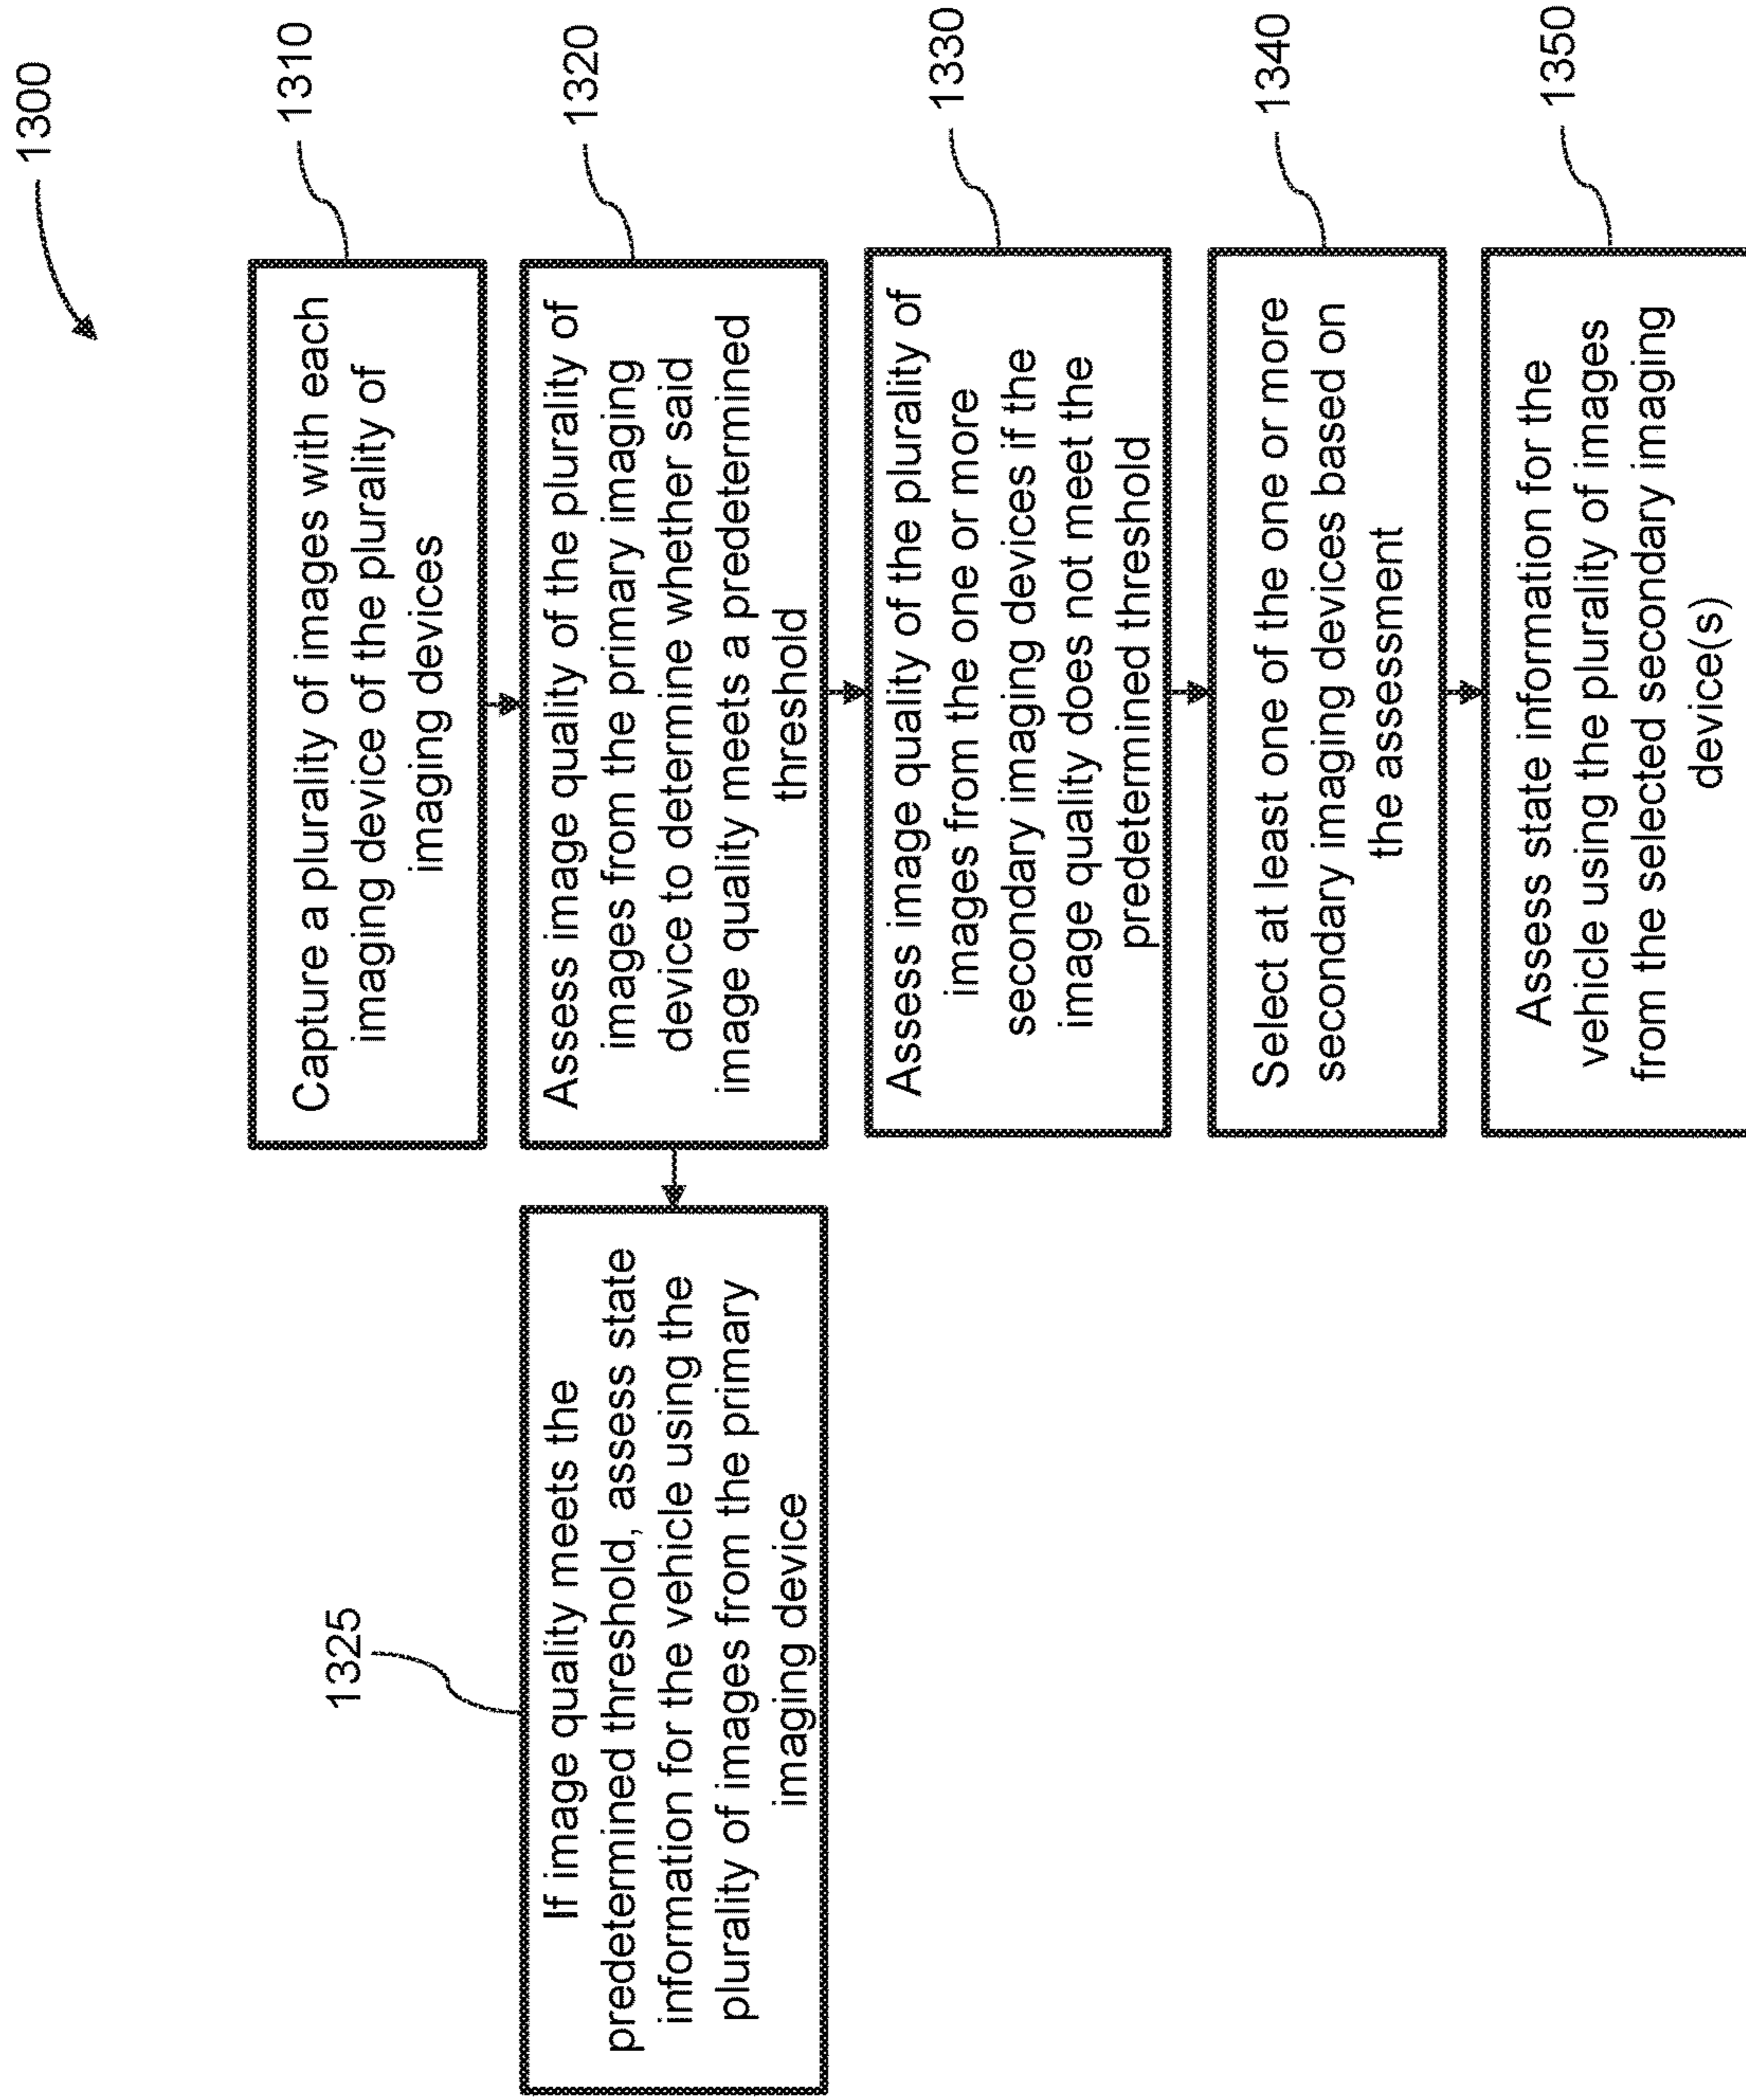 1300
1310
Capture a plurality of images with each
imaging device of the plurality of
imaging devices
1320
Assess image quality of the plurality of
images from the primary imaging
device to determine whether said
image quality meets a predetermined
threshold
1325
If image quality meets the
predetermined threshold, assess state
information for the vehicle using the
plurality of images from the primary
imaging device
1330
Assess image quality of the plurality of
images from the one or more
secondary imaging devices if the
image quality does not meet the
predetermined threshold
1340
Select at least one of the one or more
secondary imaging devices based on
the assessment
1350
Assess state information for the
vehicle using the plurality of images
from the selected secondary imaging
device(s)